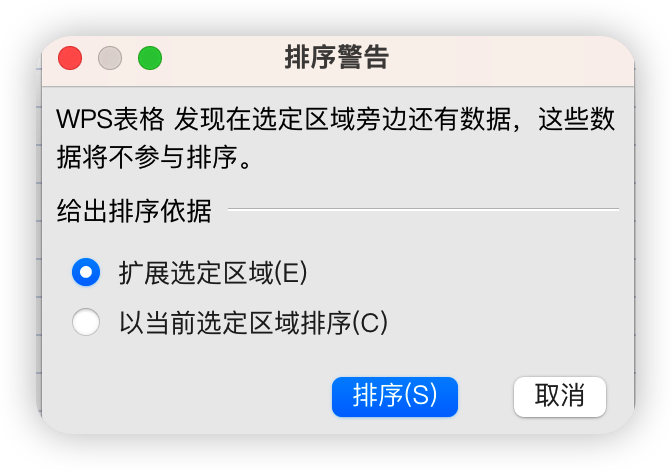 排序警告
WPS表格 发现在选定区域旁边还有数据，这些数
据将不参与排序。
给出排序依据
扩展选定区域(E)
以当前选定区域排序(C)
排序(S)
取消